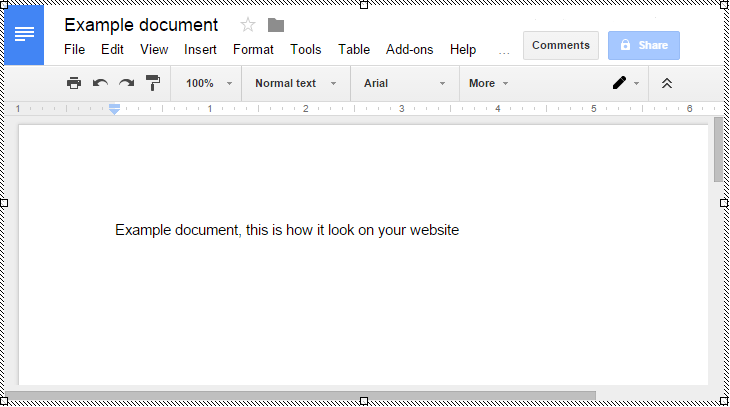 Example document
File Edit View Insert Format Tools Table Add-ons Help ... Comments Share
100% Normal text Arial More
1 1 2 3 4 5 6
Example document, this is how it look on your website